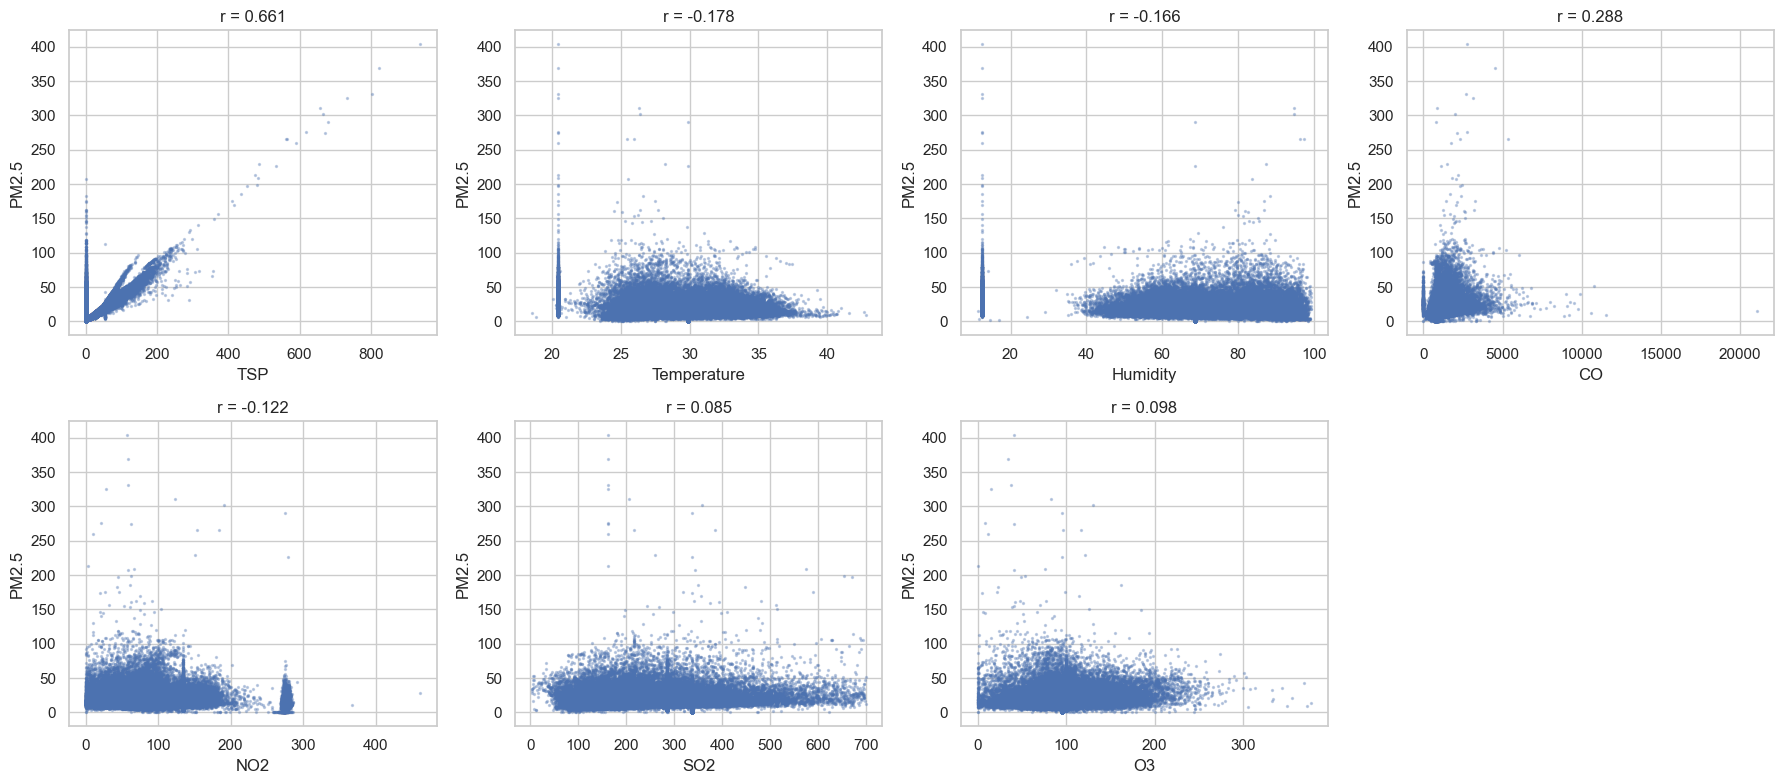 r = 0.661
r = -0.178
r = -0.166
r = 0.288
400
350
300
250
200
150
100
50
0
PM2.5
0 200 400 600 800
TSP
400
350
300
250
200
150
100
50
0
PM2.5
20 25 30 35 40
Temperature
400
350
300
250
200
150
100
50
0
PM2.5
20 40 60 80 100
Humidity
400
350
300
250
200
150
100
50
0
PM2.5
0 5000 10000 15000 20000
CO
r = -0.122
r = 0.085
r = 0.098
400
350
300
250
200
150
100
50
0
PM2.5
0 100 200 300 400
NO2
400
350
300
250
200
150
100
50
0
PM2.5
0 100 200 300 400 500 600 700
SO2
400
350
300
250
200
150
100
50
0
PM2.5
0 100 200 300
O3